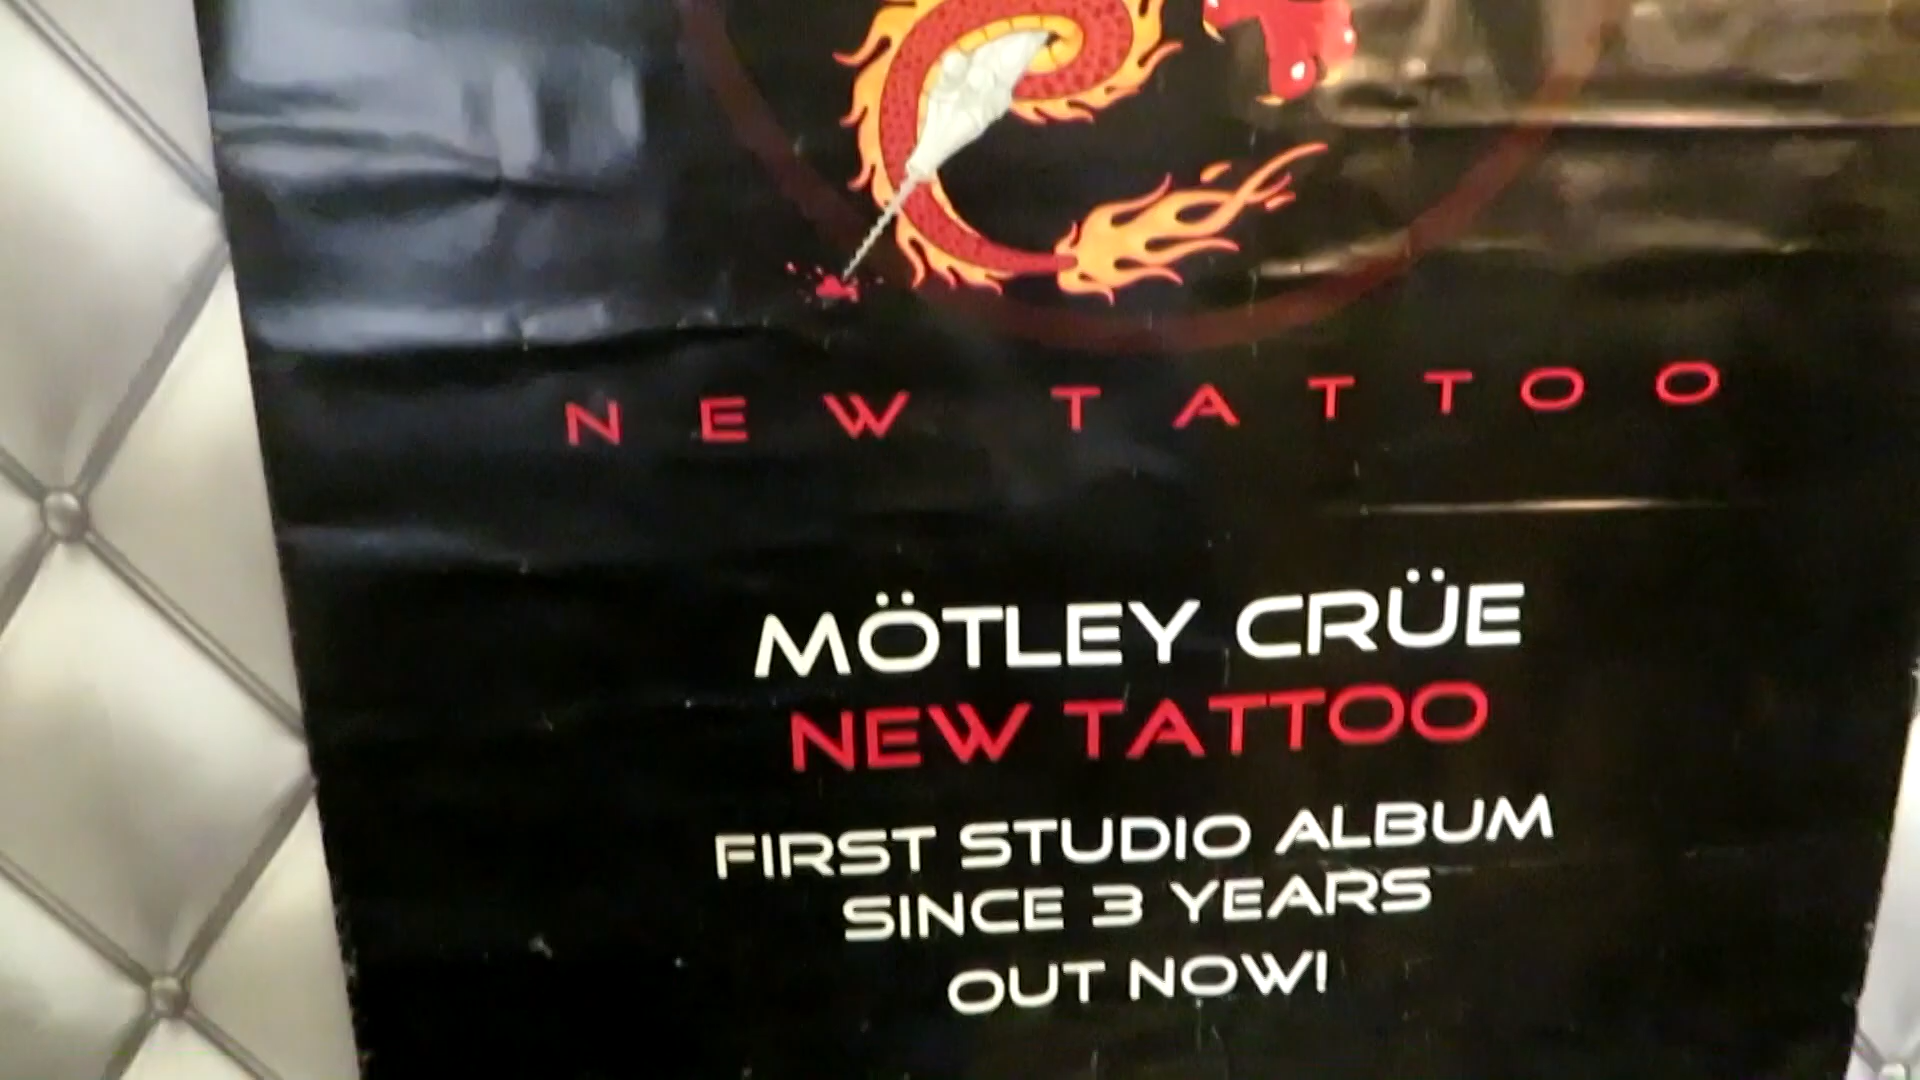 NEW TATTOO
MÖTLEY CRÜE
NEW TATTOO
FIRST STUDIO ALBUM
SINCE 3 YEARS
OUT NOW!